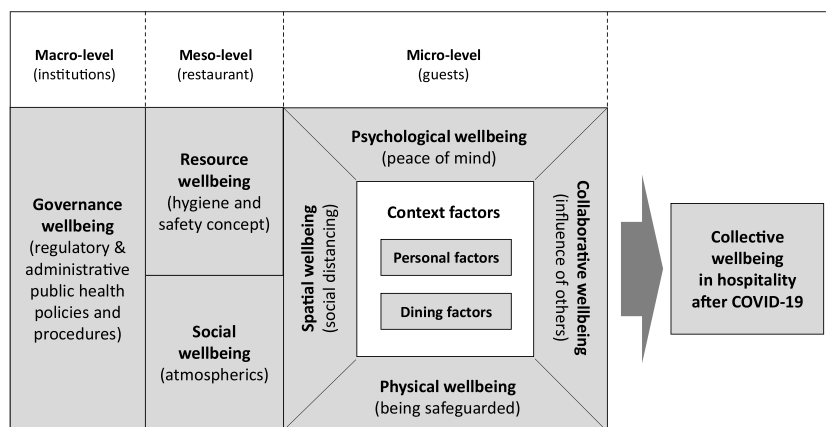 Macro-level
(institutions)
Meso-level
(restaurant)
Micro-level
(guests)
Governance
wellbeing
(regulatory &
administrative
public health
policies and
procedures)
Resource
wellbeing
(hygiene and
safety concept)
Social
wellbeing
(atmospherics)
Psychological wellbeing
(peace of mind)
Spatial wellbeing
(social distancing)
Context factors
Personal factors
Dining factors
Collaborative wellbeing
(influence of others)
Physical wellbeing
(being safeguarded)
Collective
wellbeing
in hospitality
after COVID-19